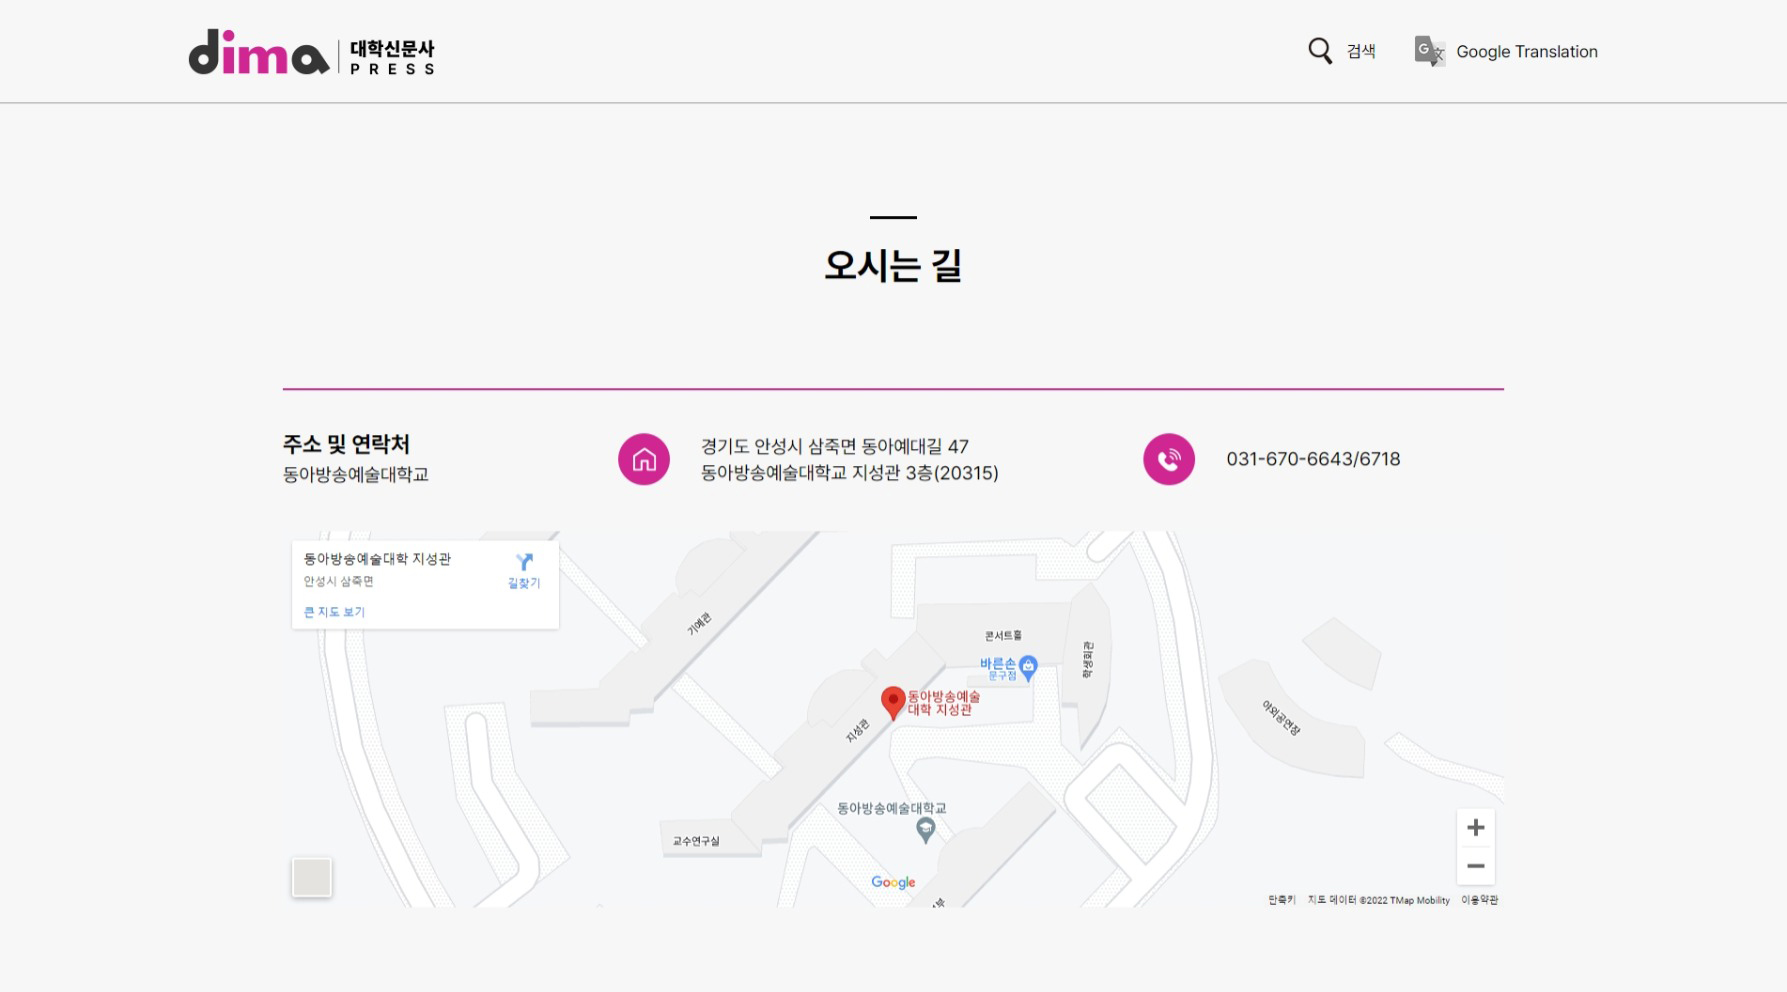 dima 대학신문사
PRESS
검색
Google Translation
오시는 길
주소 및 연락처
동아방송예술대학교
경기도 안성시 삼죽면 동아예대길 47
동아방송예술대학교 지성관 3층(20315)
031-670-6643/6718
동아방송예술대학 지성관
안성시 삼죽면
길찾기
큰 지도 보기
기예관
콘서트홀
학생회관
바른손
문구점
동아방송예술
대학 지성관
지성관
야외공연장
동아방송예술대학교
교수연구실
Google
단축키 지도 데이터 ©2022 TMap Mobility 이용약관